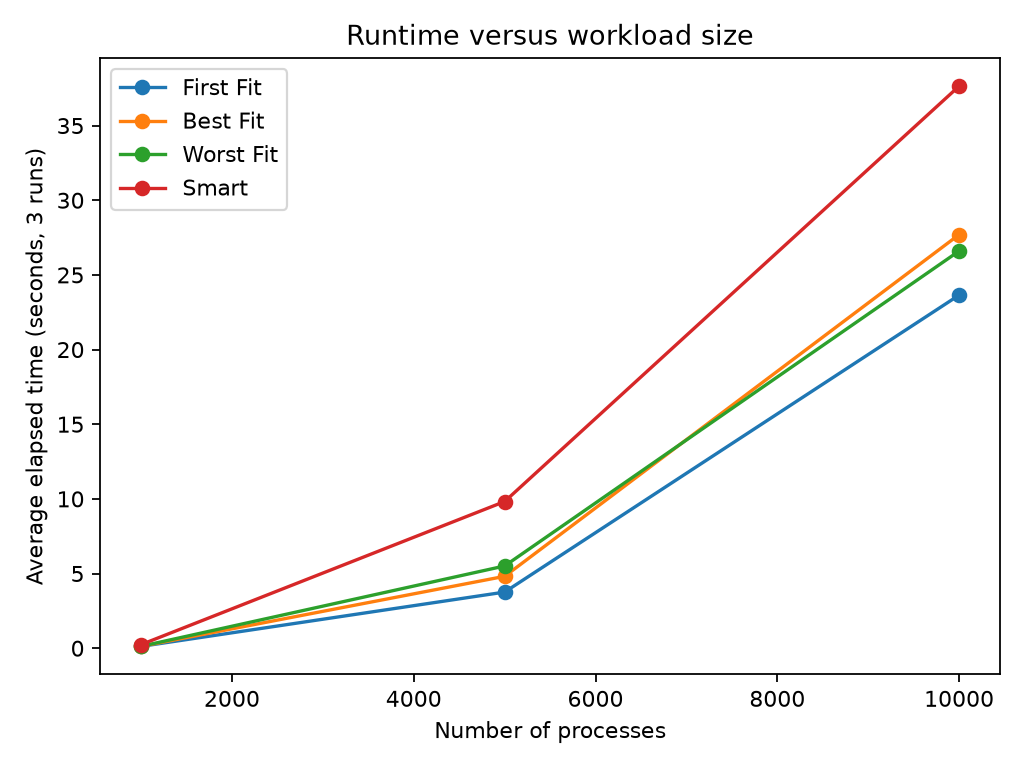 Runtime versus workload size
First Fit
Best Fit
Worst Fit
Smart
35
30
25
20
15
10
5
0
Average elapsed time (seconds, 3 runs)
2000 4000 6000 8000 10000
Number of processes